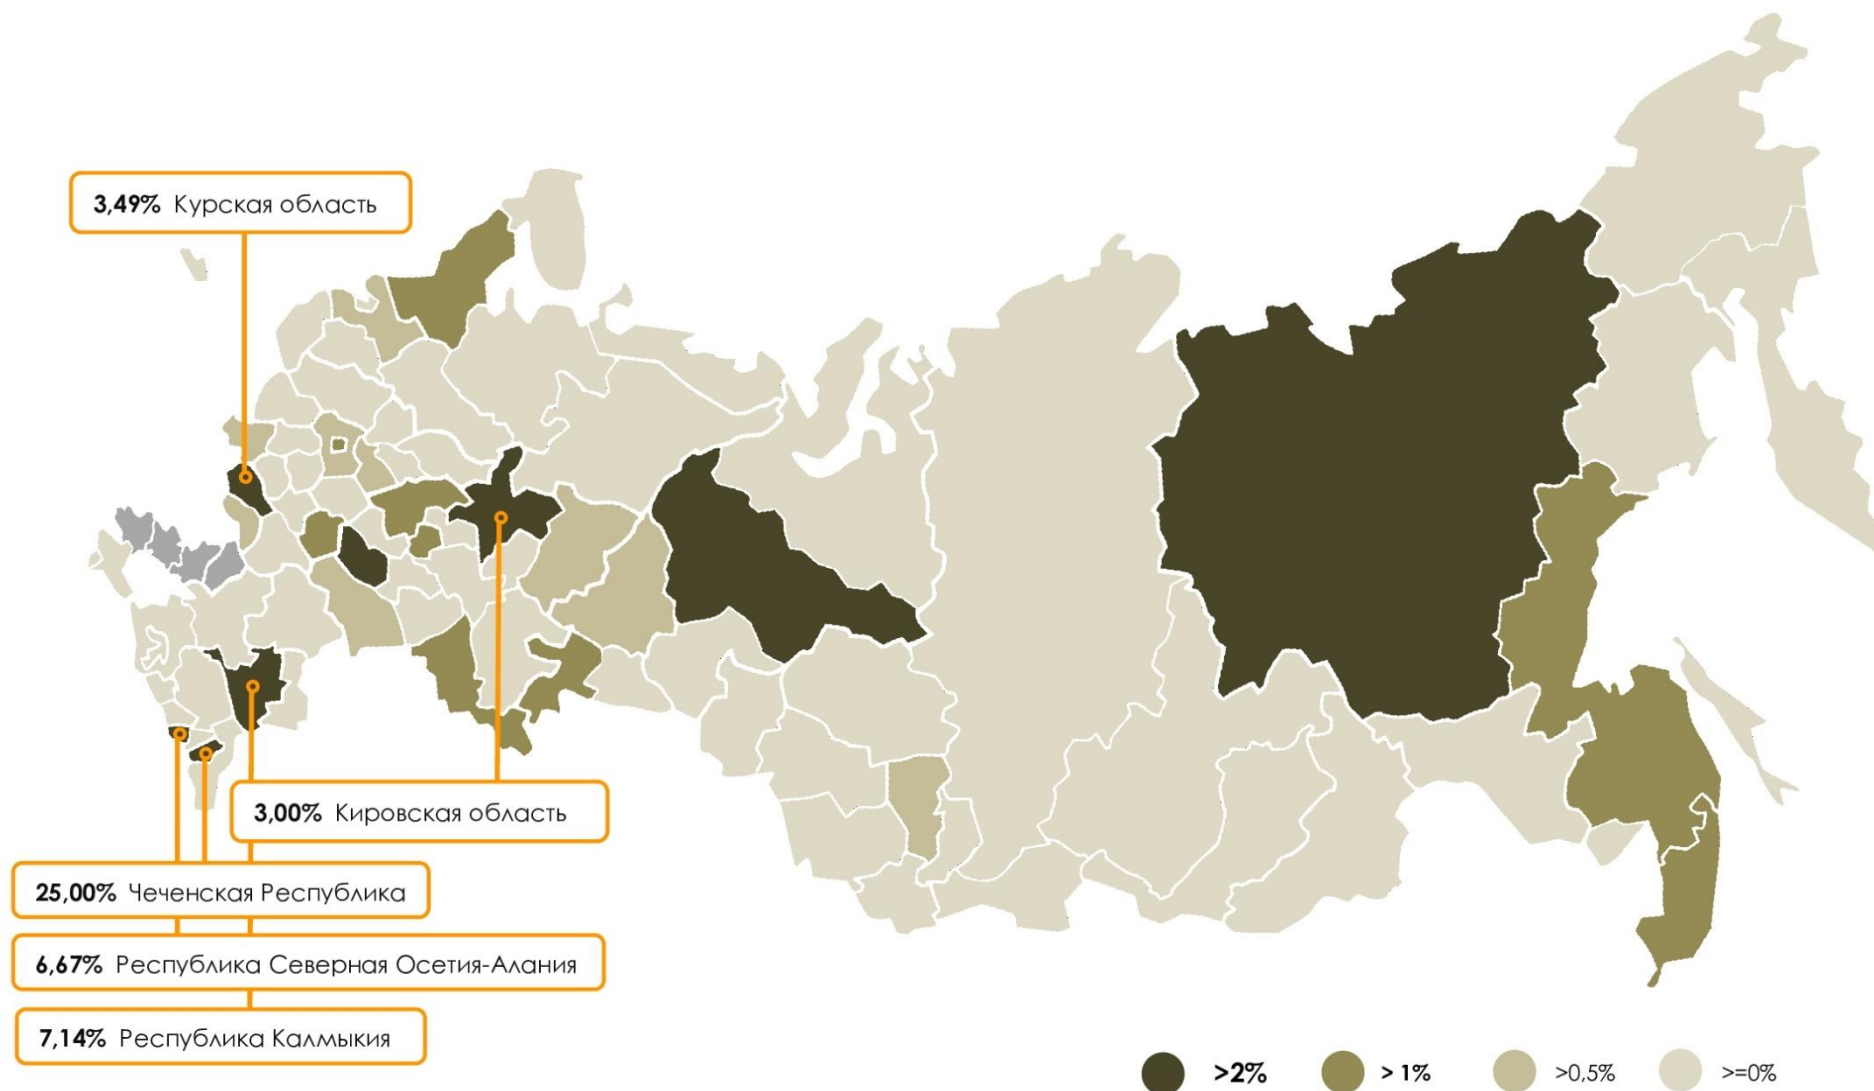 3,49% Курская область
3,00% Кировская область
25,00% Чеченская Республика
6,67% Республика Северная Осетия-Алания
7,14% Республика Калмыкия
>2% > 1% >0,5% >=0%